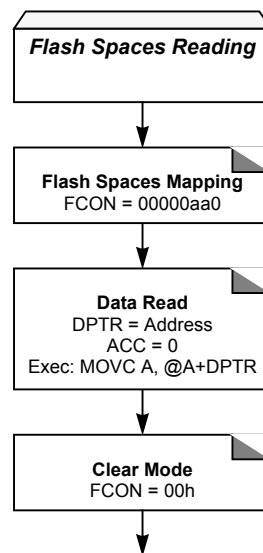 Flash Spaces Reading
Flash Spaces Mapping
FCON = 00000aa0
Data Read
DPTR = Address
ACC = 0
Exec: MOVC A, @A+DPTR
Clear Mode
FCON = 00h